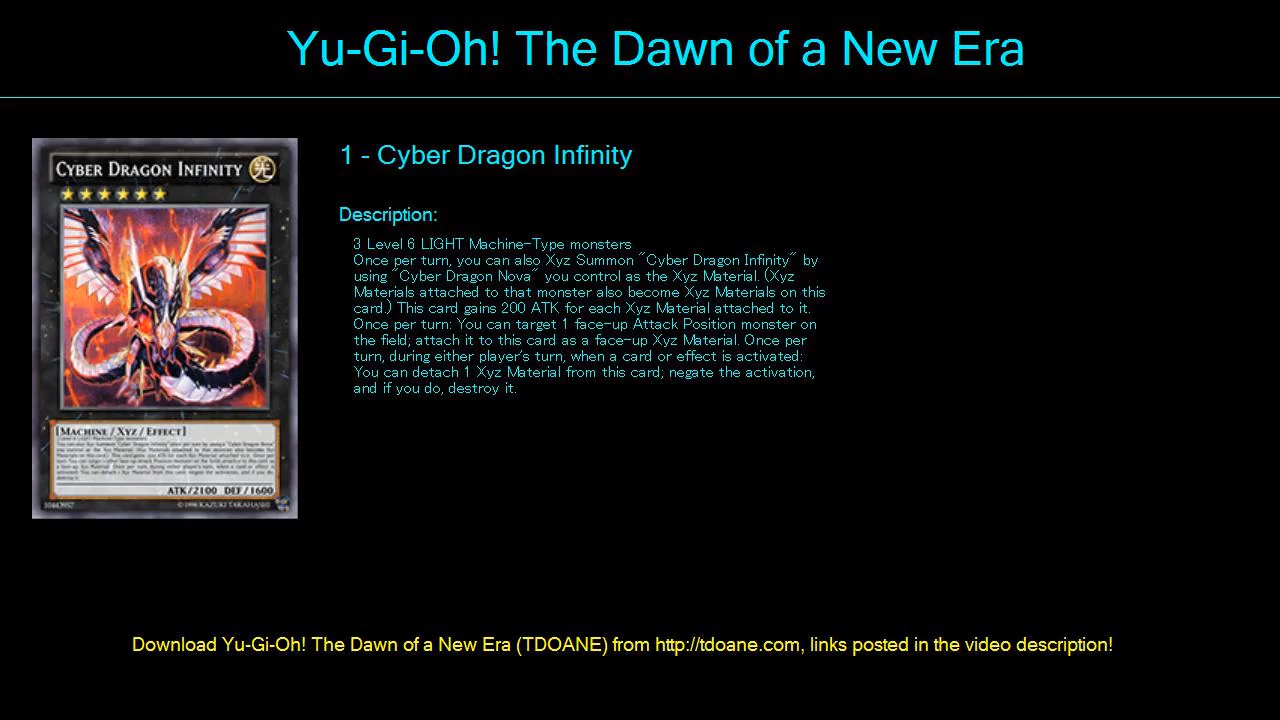 Yu-Gi-Oh! The Dawn of a New Era
CYBER DRAGON INFINITY
光
1 - Cyber Dragon Infinity
Description:
3 Level 6 LIGHT Machine-Type monsters
Once per turn, you can also Xyz Summon "Cyber Dragon Infinity" by
using "Cyber Dragon Nova" you control as the Xyz Material. (Xyz
Materials attached to that monster also become Xyz Materials on this
card.) This card gains 200 ATK for each Xyz Material attached to it.
Once per turn: You can target 1 face-up Attack Position monster on
the field; attach it to this card as a face-up Xyz Material. Once per
turn, during either player's turn, when a card or effect is activated:
You can detach 1 Xyz Material from this card; negate the activation,
and if you do, destroy it.
[MACHINE / XYZ / EFFECT]
ATK/2100 DEF/1600
©1996 KAZUKI TAKAHASHI
Download Yu-Gi-Oh! The Dawn of a New Era (TDOANE) from http://tdoane.com, links posted in the video description!